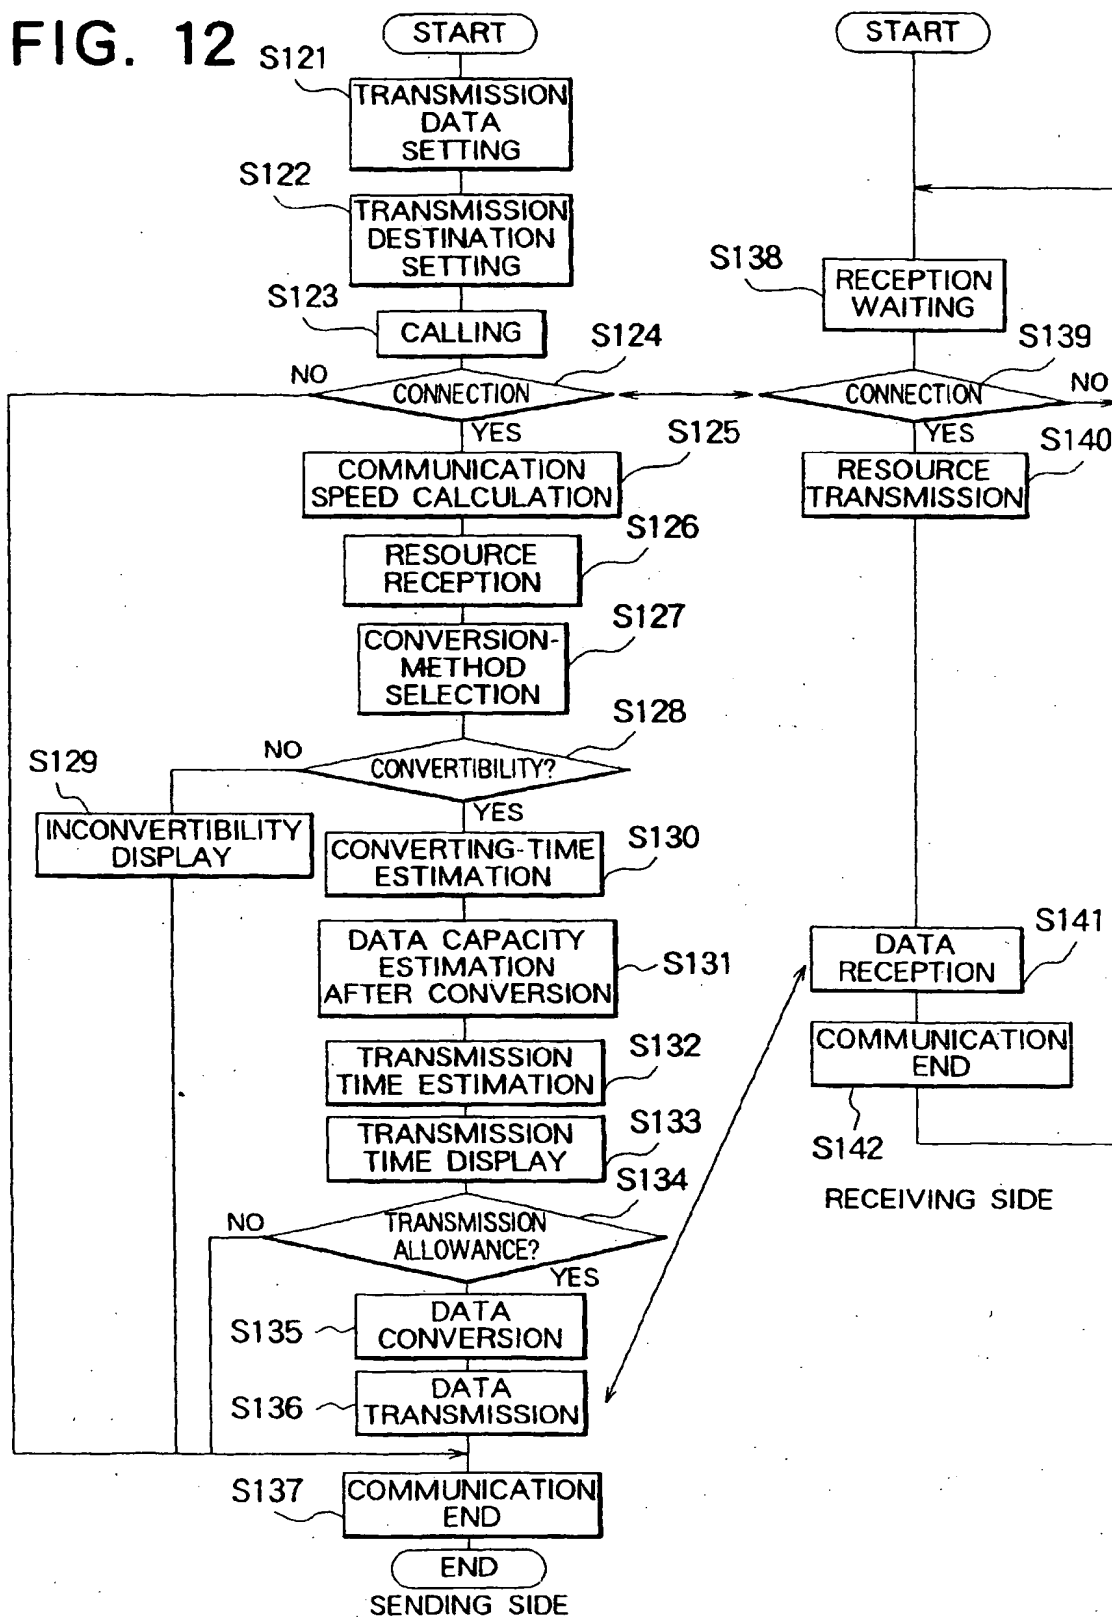 FIG. 12
START
S121
TRANSMISSION
DATA
SETTING
S122
TRANSMISSION
DESTINATION
SETTING
S123
CALLING
S124
NO
CONNECTION
YES
S125
COMMUNICATION
SPEED CALCULATION
S126
RESOURCE
RECEPTION
S127
CONVERSION-
METHOD
SELECTION
S128
NO
CONVERTIBILITY?
YES
S129
INCONVERTIBILITY
DISPLAY
S130
CONVERTING-TIME
ESTIMATION
DATA CAPACITY
ESTIMATION
AFTER CONVERSION
S131
TRANSMISSION
TIME ESTIMATION
S132
TRANSMISSION
TIME DISPLAY
S133
S134
NO
TRANSMISSION
ALLOWANCE?
YES
S135
DATA
CONVERSION
S136
DATA
TRANSMISSION
S137
COMMUNICATION
END
END
SENDING SIDE
START
S138
RECEPTION
WAITING
S139
CONNECTION
NO
YES
S140
RESOURCE
TRANSMISSION
S141
DATA
RECEPTION
COMMUNICATION
END
S142
RECEIVING SIDE